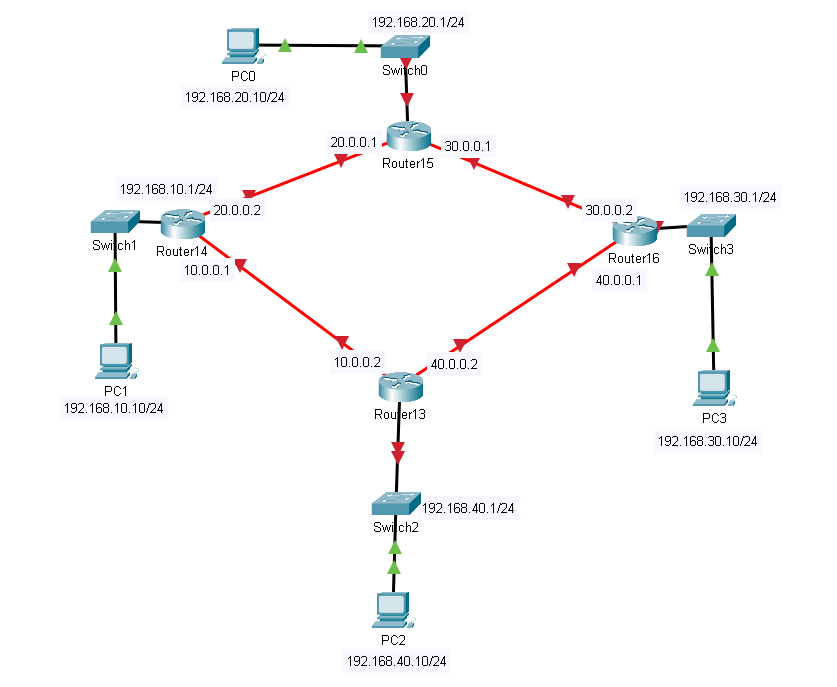 192.168.20.1/24
Switch0
PC0
192.168.20.10/24
20.0.0.1
30.0.0.1
Router15
192.168.10.1/24
20.0.0.2
Switch1
Router14
10.0.0.1
30.0.0.2
192.168.30.1/24
Router16
Switch3
40.0.0.1
10.0.0.2
40.0.0.2
Router13
PC1
192.168.10.10/24
PC3
192.168.30.10/24
192.168.40.1/24
Switch2
PC2
192.168.40.10/24